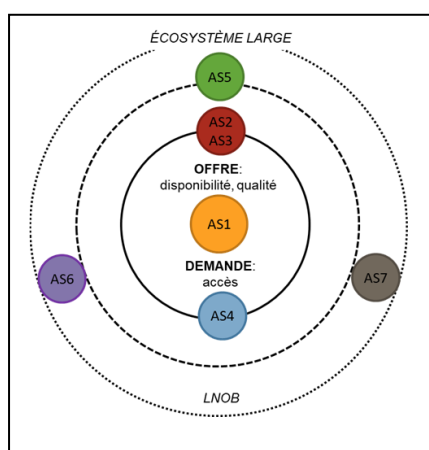 ÉCOSYSTÈME LARGE
AS5
AS2
AS3
OFFRE:
disponibilité, qualité
AS1
DEMANDE:
accès
AS6
AS7
AS4
LNOB